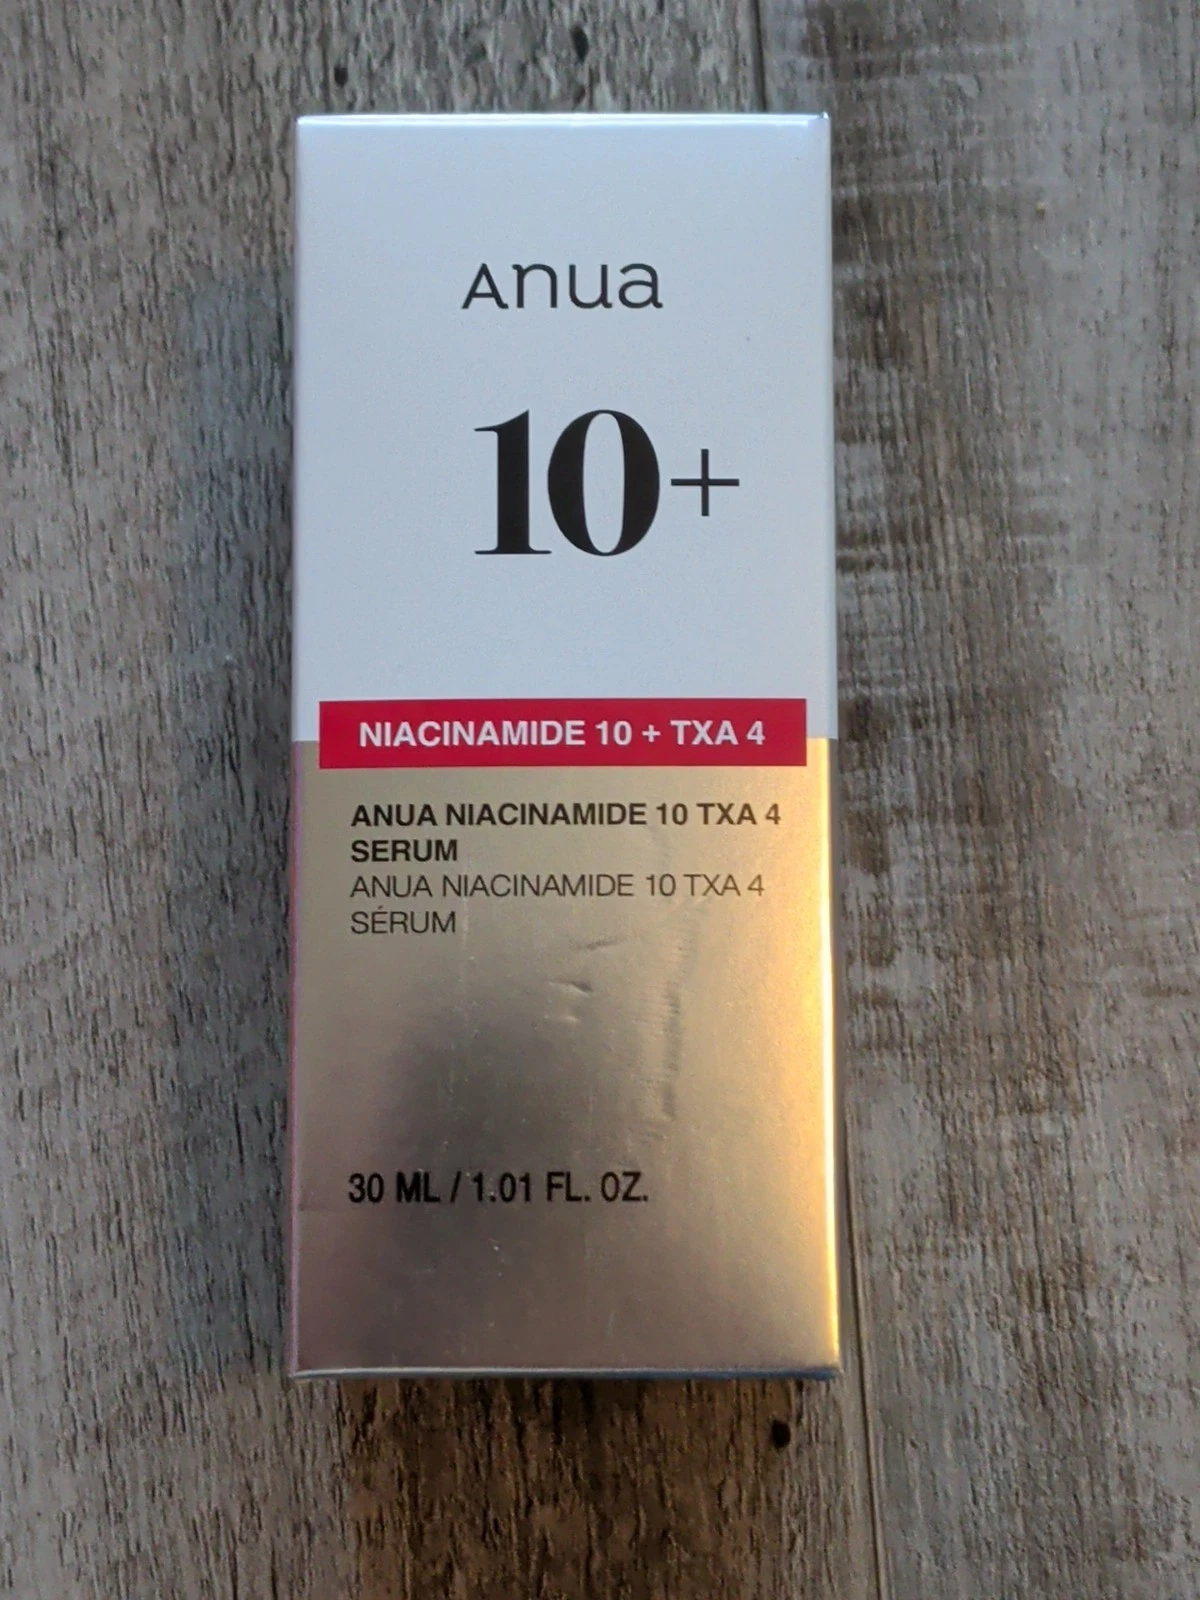 Anua
10+
NIACINAMIDE 10 + TXA 4
ANUA NIACINAMIDE 10 TXA 4
SERUM
ANUA NIACINAMIDE 10 TXA 4
SÉRUM
30 ML / 1.01 FL. OZ.